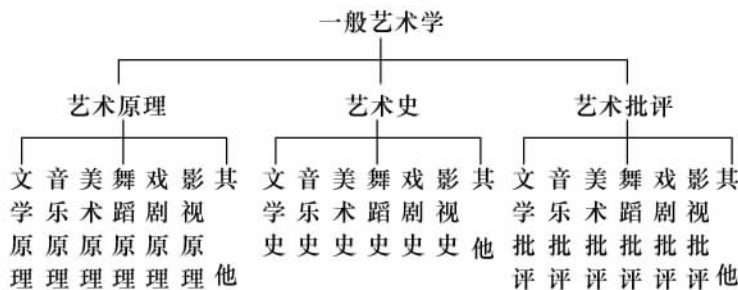 一般艺术学
艺术原理
艺术史
艺术批评
文学原理
音乐原理
美术原理
舞蹈原理
戏剧原理
影视原理
其他
文学史
音乐史
美术史
舞蹈史
戏剧史
影视史
其他
文学批评
音乐批评
美术批评
舞蹈批评
戏剧批评
影视批评
其他